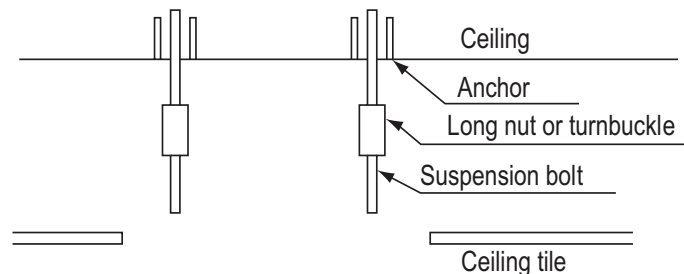 Ceiling
Anchor
Long nut or turnbuckle
Suspension bolt
Ceiling tile